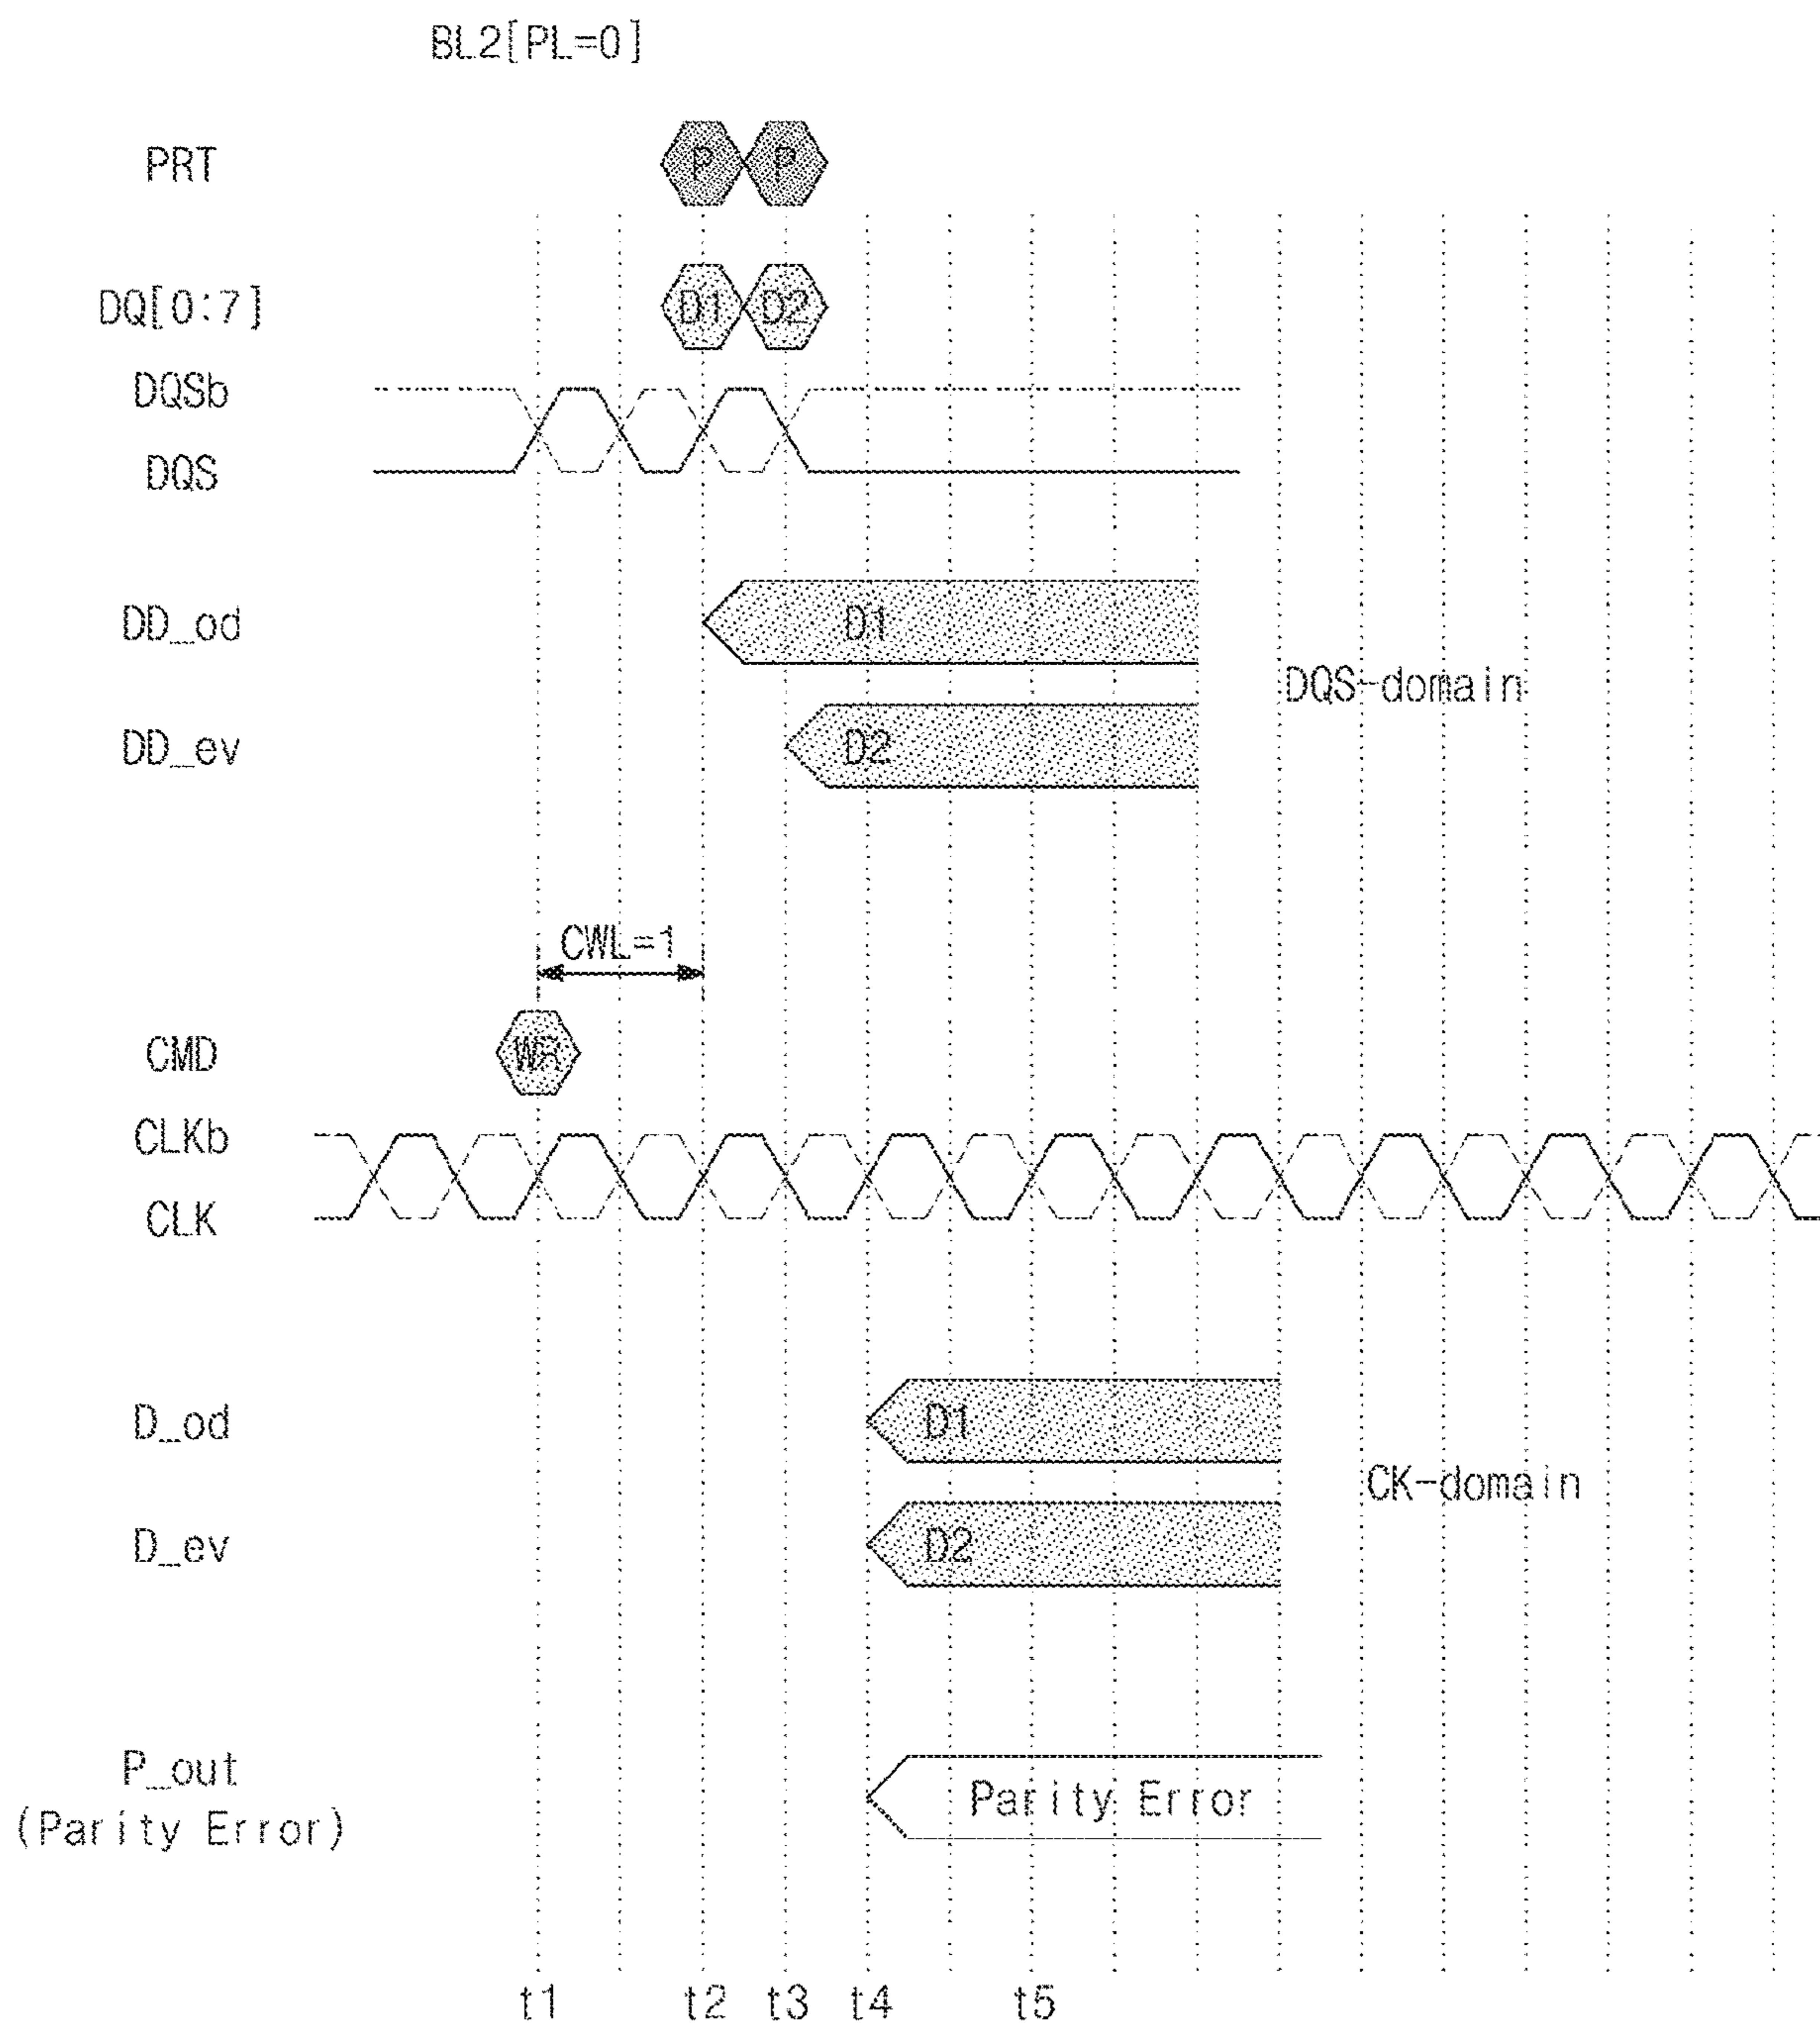 BL2[PL=0]
PRT P P
DQ[0:7] D1 D2
DQSb
DQS
DD_od D1
DQS-domain
DD_ev D2
CWL=1
CMD WR
CLKb
CLK
D_od D1
CK-domain
D_ev D2
P_out
Parity Error
(Parity Error)
t1 t2 t3 t4 t5